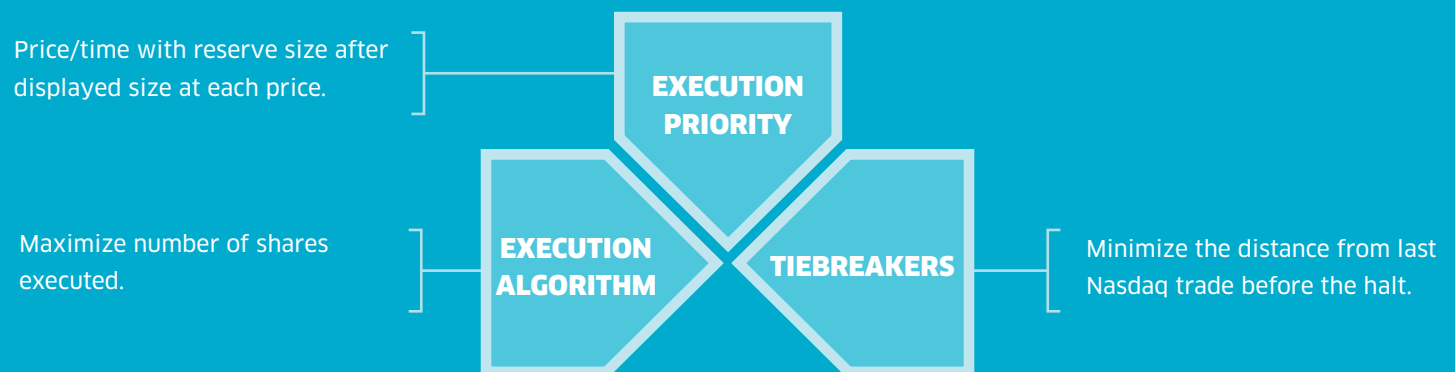 Price/time with reserve size after
displayed size at each price.
EXECUTION
PRIORITY
Maximize number of shares
executed.
EXECUTION
ALGORITHM
TIEBREAKERS
Minimize the distance from last
Nasdaq trade before the halt.